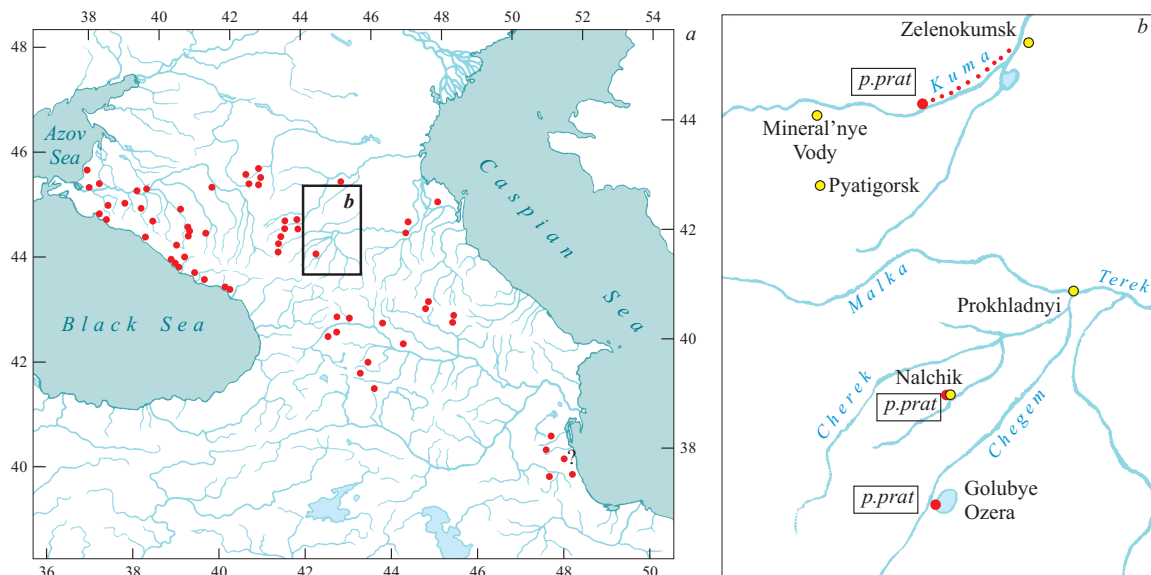 38 40 42 44 46 48 50 52 54
a
48
46
44
42
40
44
42
40
38
36 38 40 42 44 46 48 50
Azov
Sea
Black Sea
Caspian Sea
b
?
b
Zelenokumsk
Kuma
p.prat
Mineral’nye
Vody
Pyatigorsk
Malka
Terek
Prokhladnyi
Cherek
Nalchik
p.prat
Chegem
p.prat
Golubye
Ozera